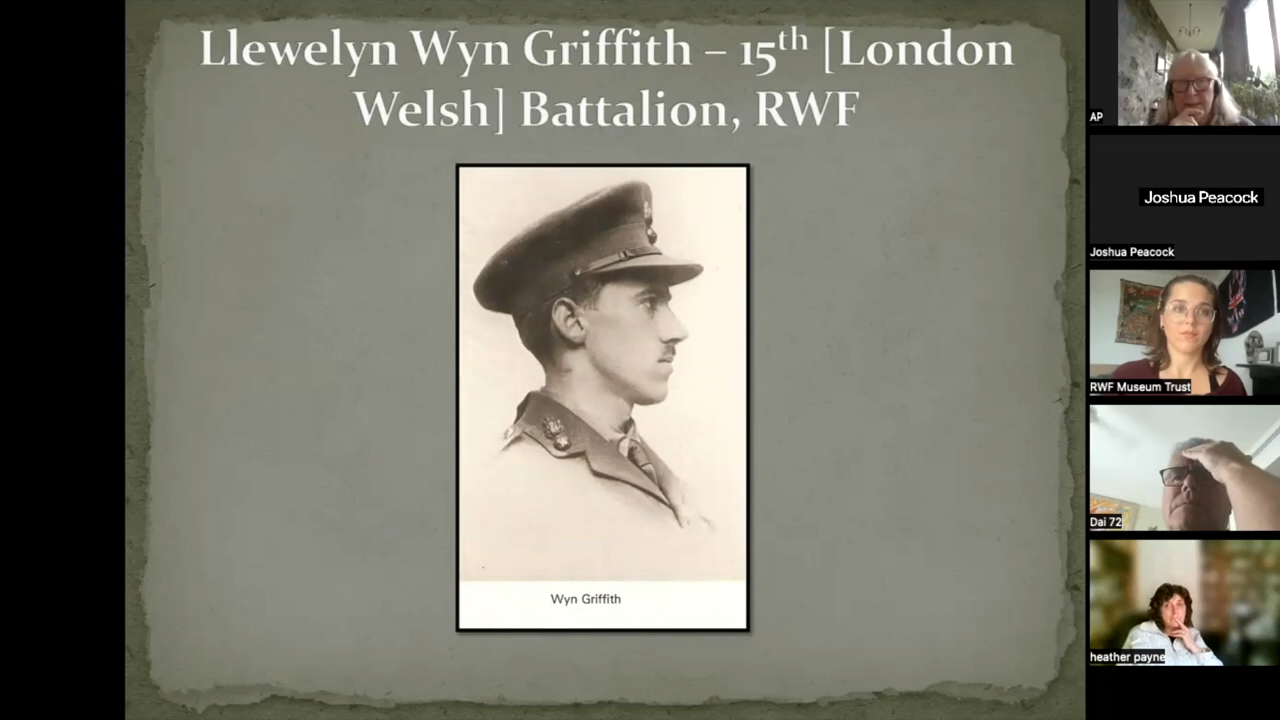 Llewelyn Wyn Griffith – 15th [London
Welsh] Battalion, RWF
Wyn Griffith
AP
Joshua Peacock
Joshua Peacock
RWF Museum Trust
Dai 72
heather payne